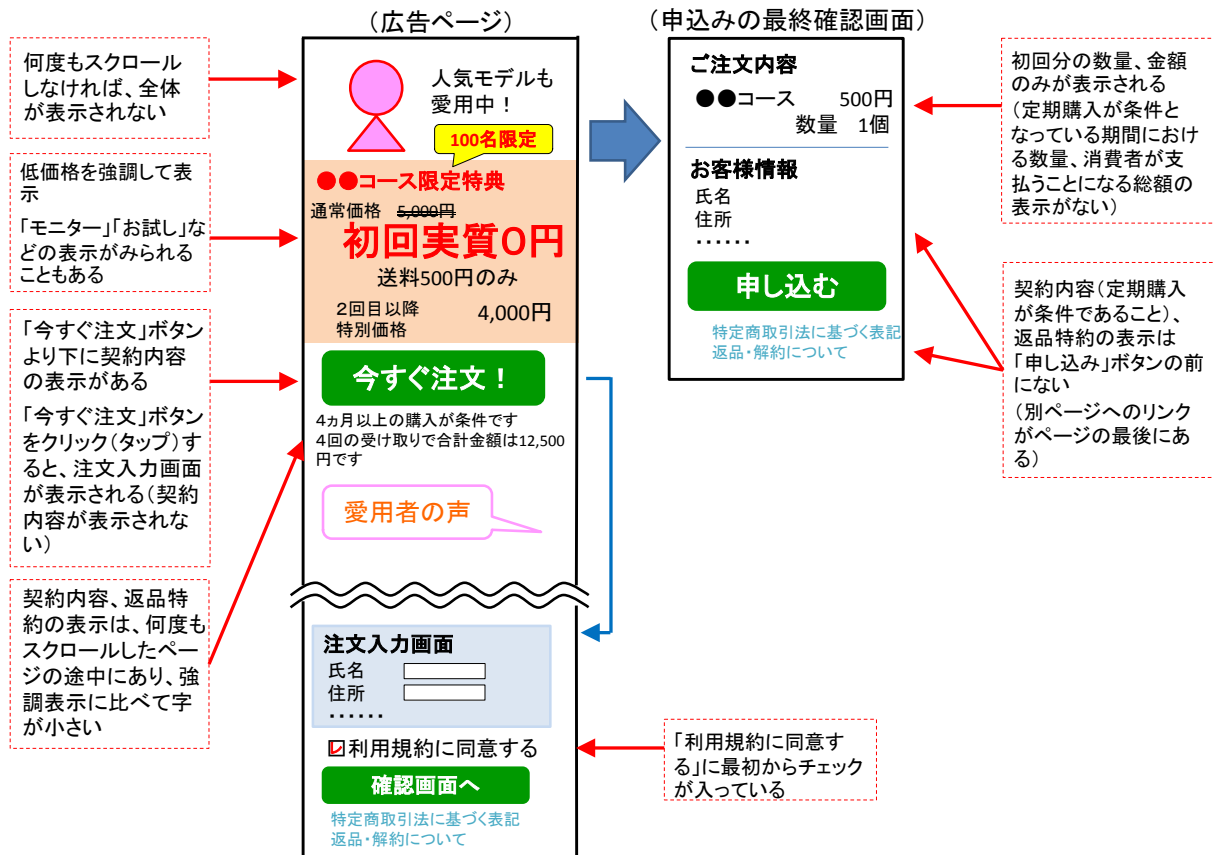 （広告ページ）
（申込みの最終確認画面）
何度もスクロール
しなければ、全体
が表示されない
低価格を強調して表
示
「モニター」「お試し」な
どの表示がみられる
こともある
「今すぐ注文」ボタン
より下に契約内容
の表示がある
「今すぐ注文」ボタン
をクリック（タップ）す
ると、注文入力画面
が表示される（契約
内容が表示されな
い）
契約内容、返品特
約の表示は、何度も
スクロールしたペー
ジの途中にあり、強
調表示に比べて字
が小さい
人気モデルも
愛用中！
100名限定
●●コース限定特典
通常価格 5,000円
初回実質0円
送料500円のみ
２回目以降
特別価格
4,000円
今すぐ注文！
4ヵ月以上の購入が条件です
4回の受け取りで合計金額は12,500
円です
愛用者の声
注文入力画面
氏名
住所
・・・・・・
利用規約に同意する
確認画面へ
特定商取引法に基づく表記
返品・解約について
ご注文内容
●●コース 500円
数量 1個
お客様情報
氏名
住所
・・・・・・
申し込む
特定商取引法に基づく表記
返品・解約について
初回分の数量、金額
のみが表示される
（定期購入が条件と
なっている期間におけ
る数量、消費者が支
払うことになる総額の
表示がない）
契約内容（定期購入
が条件であること）、
返品特約の表示は
「申し込み」ボタンの前
にない
（別ページへのリンク
がページの最後にあ
る）
「利用規約に同意す
る」に最初からチェック
が入っている